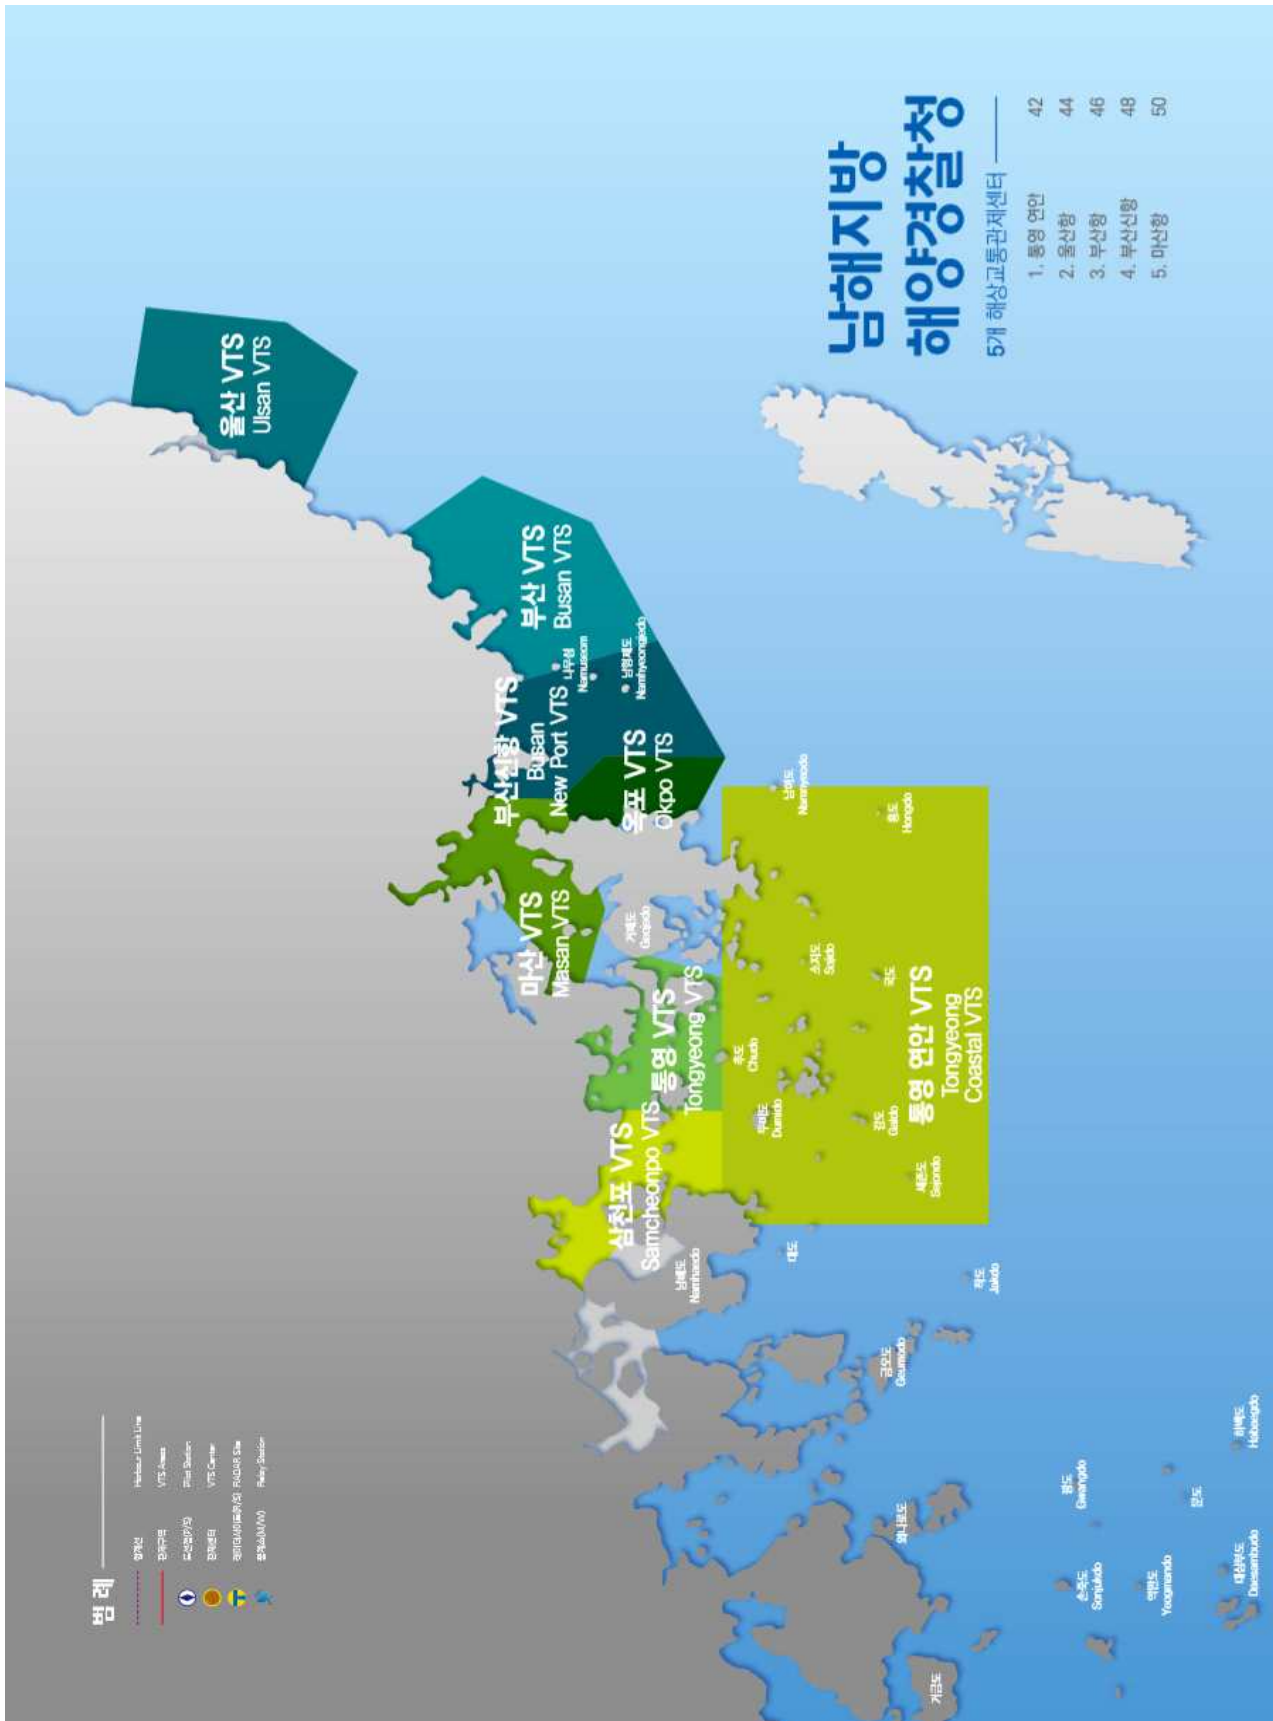 범례
항계선 Harbour Limit Line
관제구역 VTS Areas
도선점(P/S) Pilot Station
관제센터 VTS Center
레이더사이트(R/S) RADAR Site
중계소(M/W) Relay Station
울산 VTS
Ulsan VTS
부산 VTS
Busan VTS
나무섬
Namuseom
남형제도
Namhyeongjedo
부산신항 VTS
Busan
New Port VTS
옥포 VTS
Okpo VTS
마산 VTS
Masan VTS
거제도
Geojedo
통영 VTS
Tongyeong VTS
삼천포 VTS
Samcheonpo VTS
남해도
Namhaedo
남여도
Namnyeodo
홍도
Hongdo
소지도
Sojido
국도
추도
Chudo
두미도
Dumido
갈도
Galdo
세존도
Sejondo
통영 연안 VTS
Tongyeong
Coastal VTS
작도
Jakdo
금오도
Geumodo
외나로도
광도
Gwangdo
하백도
Habaegdo
문도
손죽도
Sonjukdo
역만도
Yeogmando
대삼부도
Daesambudo
거금도
남해지방
해양경찰청
5개 해상교통관제센터
1. 통영 연안 42
2. 울산항 44
3. 부산항 46
4. 부산신항 48
5. 마산항 50